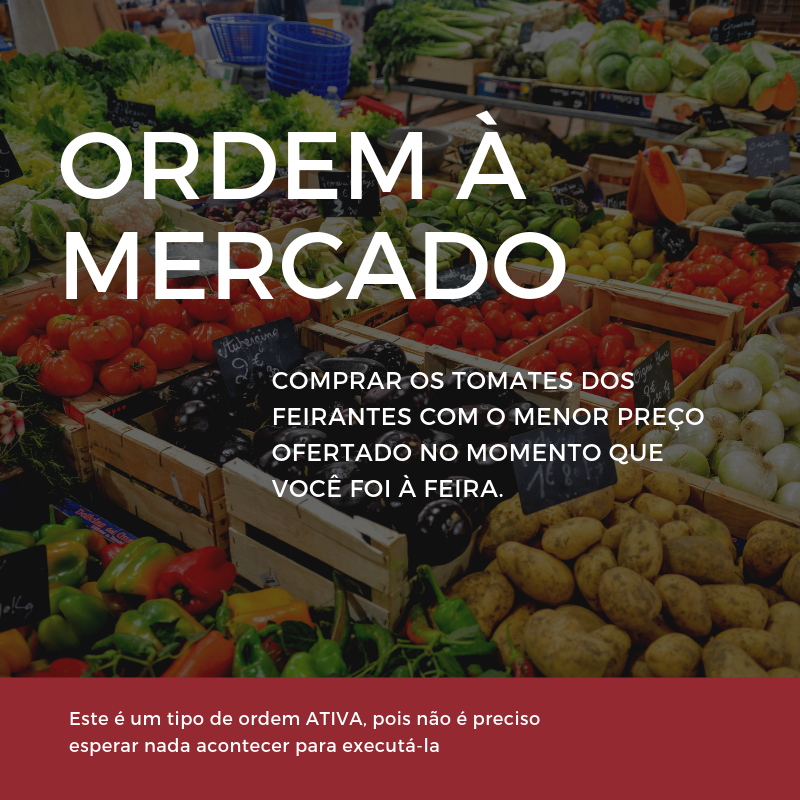 ORDEM À
MERCADO
COMPRAR OS TOMATES DOS
FEIRANTES COM O MENOR PREÇO
OFERTADO NO MOMENTO QUE
VOCÊ FOI À FEIRA.
Este é um tipo de ordem ATIVA, pois não é preciso
esperar nada acontecer para executá-la